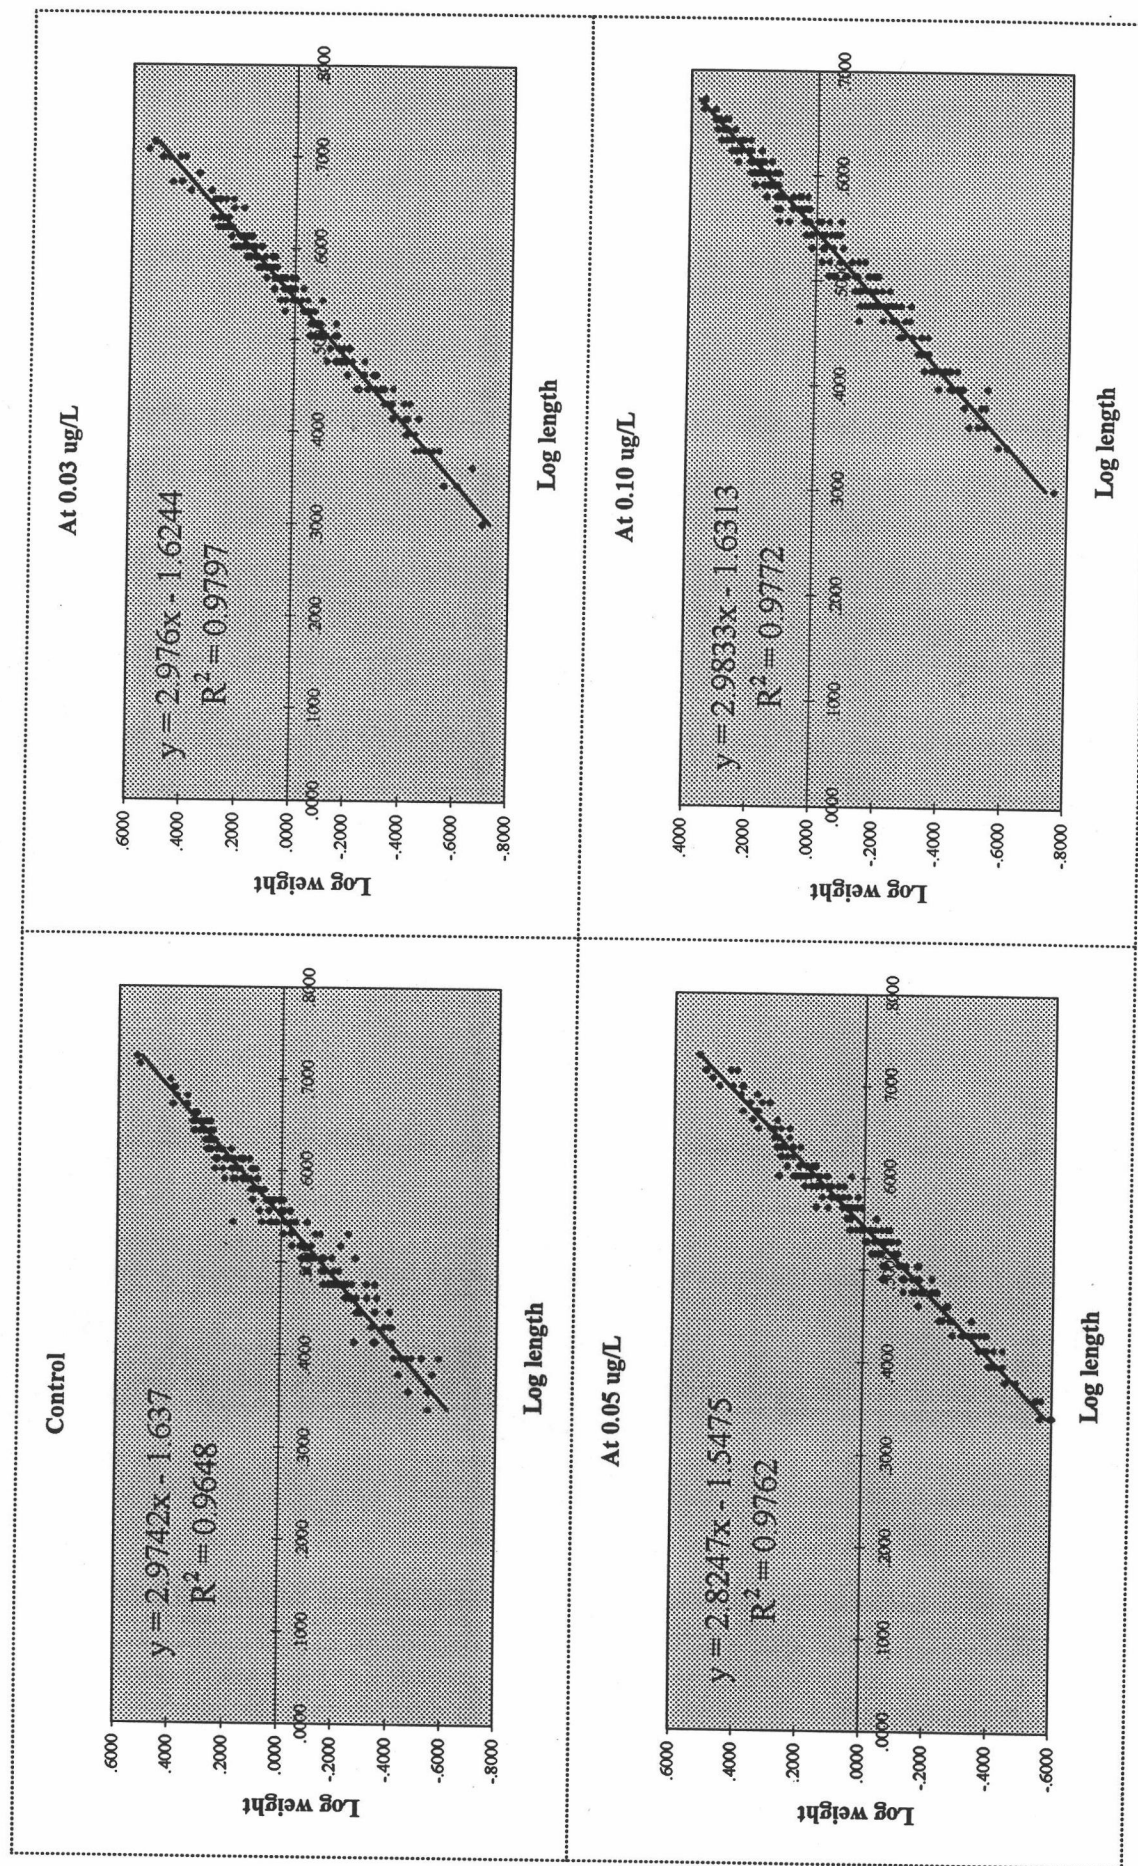 Control
y = 2.9742x - 1.637
R² = 0.9648
Log weight
.6000
.4000
.2000
.0000
-.2000
-.4000
-.6000
-.8000
.0000 .1000 .2000 .3000 .4000 .6000 .7000 .8000
Log length
At 0.03 ug/L
y = 2.976x - 1.6244
R² = 0.9797
Log weight
.6000
.4000
.2000
.0000
-.2000
-.4000
-.6000
-.8000
.0000 .1000 .2000 .3000 .4000 .5000 .6000 .7000 .8000
Log length
At 0.05 ug/L
y = 2.8247x - 1.5475
R² = 0.9762
Log weight
.6000
.4000
.2000
.0000
-.2000
-.4000
-.6000
.0000 .1000 .2000 .3000 .4000 .5000 .6000 .7000 .8000
Log length
At 0.10 ug/L
y = 2.9833x - 1.6313
R² = 0.9772
Log weight
.4000
.2000
.0000
-.2000
-.4000
-.6000
-.8000
.0000 .1000 .2000 .3000 .4000 .5000 .6000 .7000
Log length